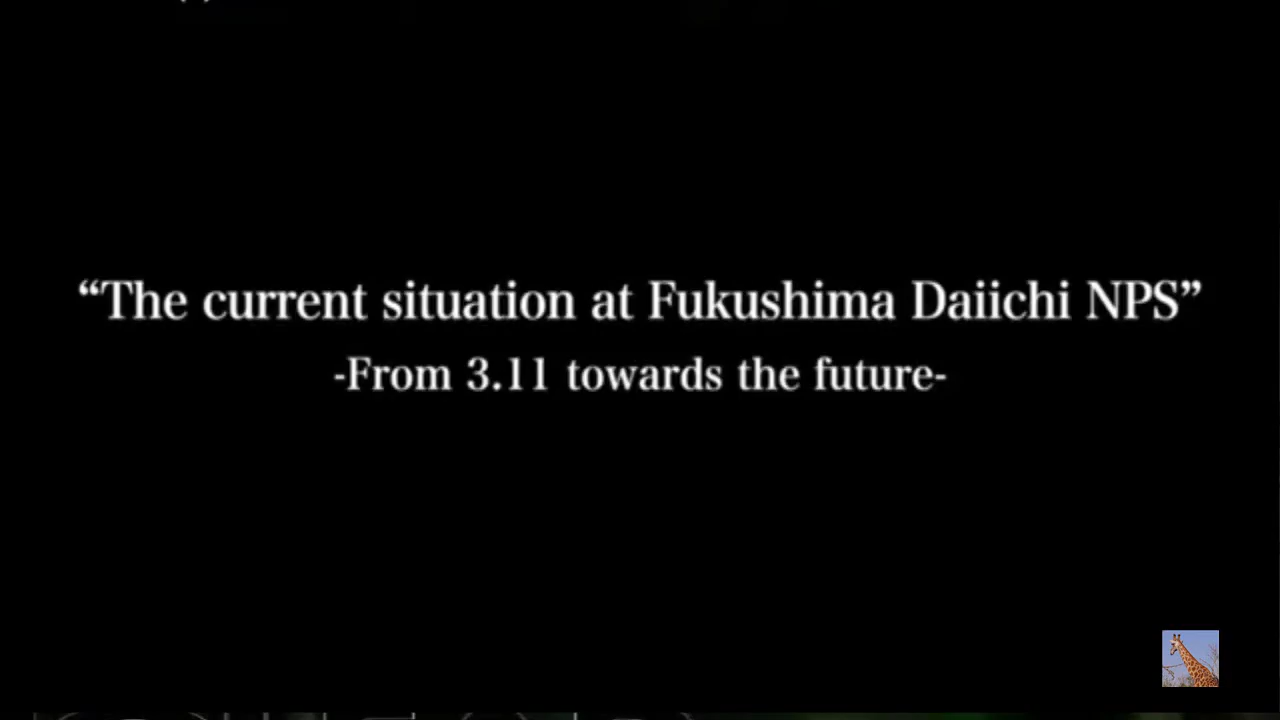 “The current situation at Fukushima Daiichi NPS”
-From 3.11 towards the future-